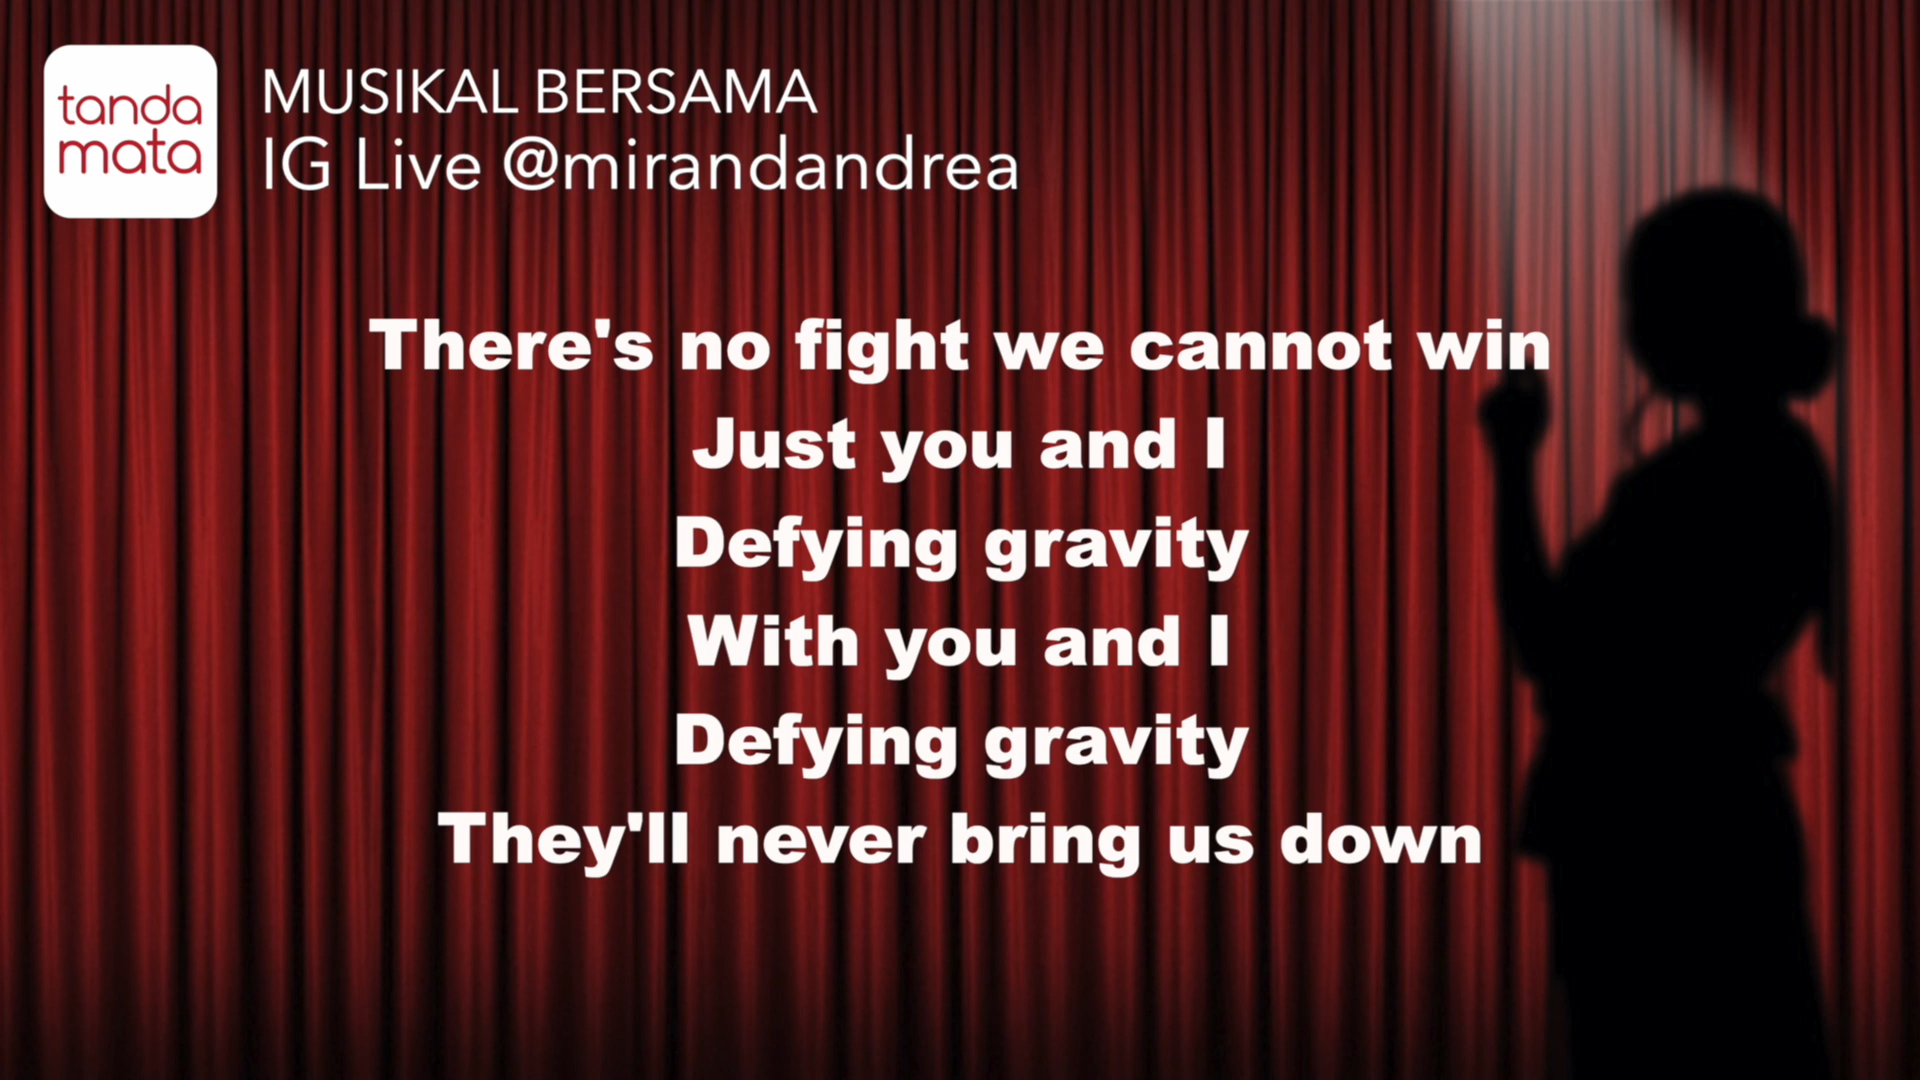 tanda
mata
MUSIKAL BERSAMA
IG Live @mirandandrea
There's no fight we cannot win
Just you and I
Defying gravity
With you and I
Defying gravity
They'll never bring us down